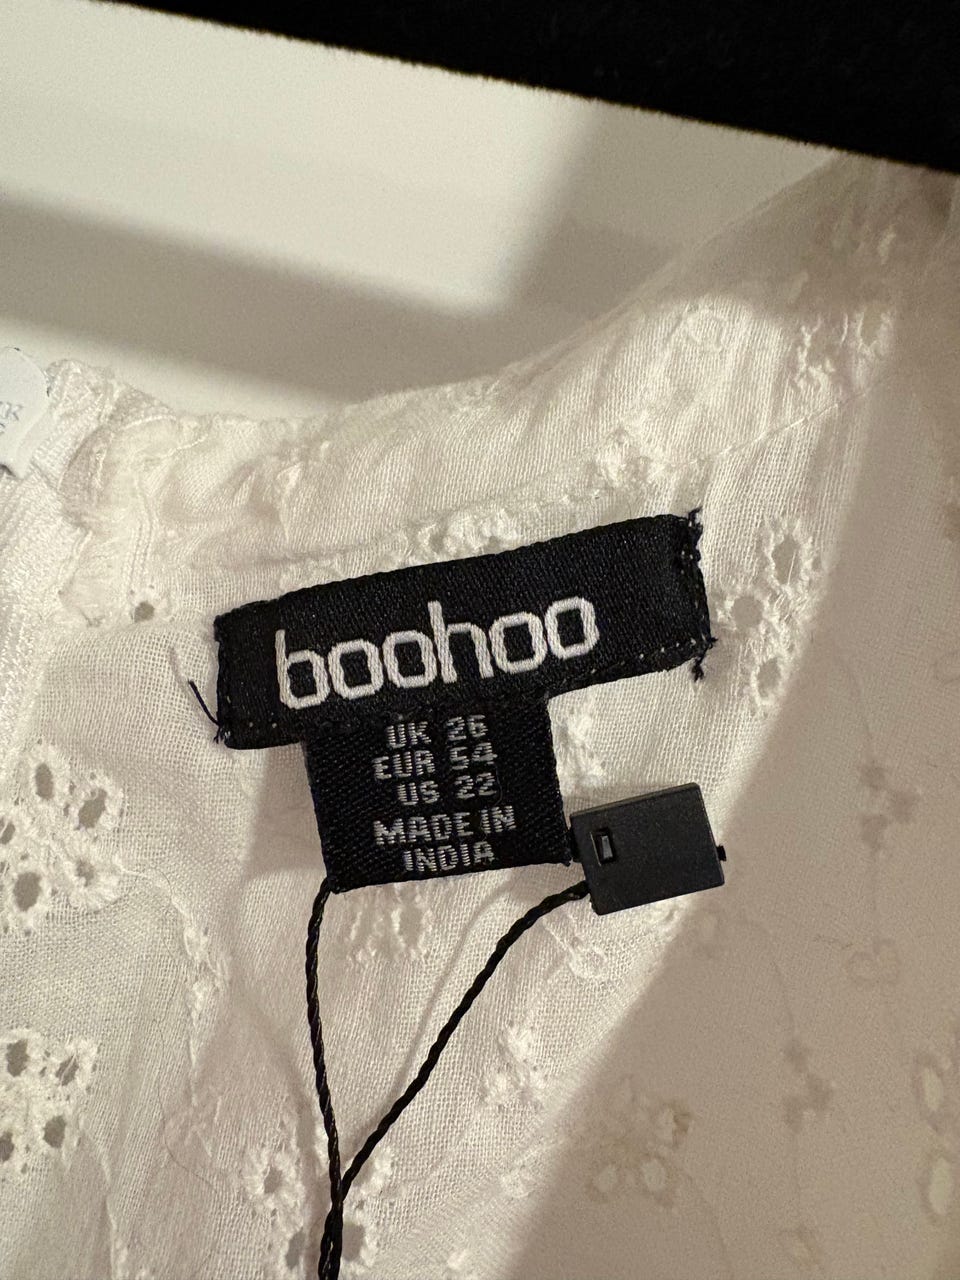 boohoo
UK 26
EUR 54
US 22
MADE IN
INDIA